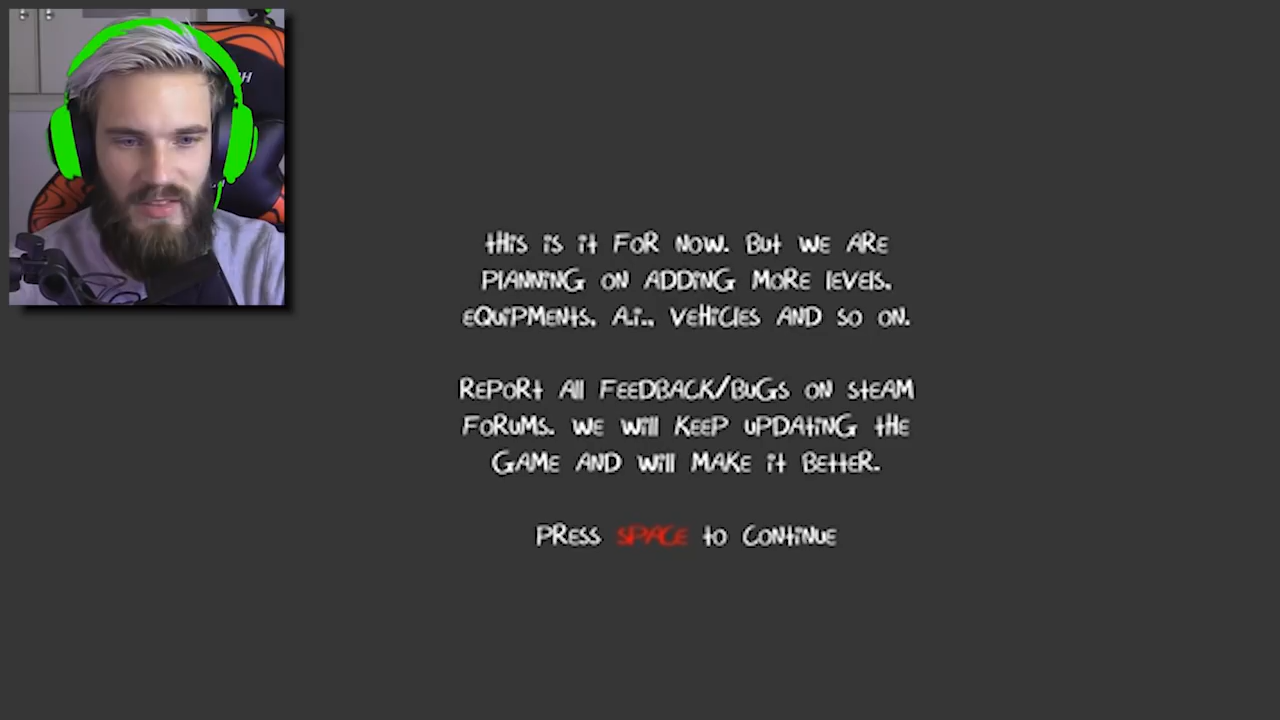 THIS IS IT FOR NOW. BUT WE ARE
PLANNING ON ADDING MORE LEVELS.
EQUIPMENTS. A.I., VEHICLES AND SO ON.
REPORT ALL FEEDBACK/BUGS ON STEAM
FORUMS. WE WILL KEEP UPDATING THE
GAME AND WILL MAKE IT BETTER.
PRESS SPACE TO CONTINUE